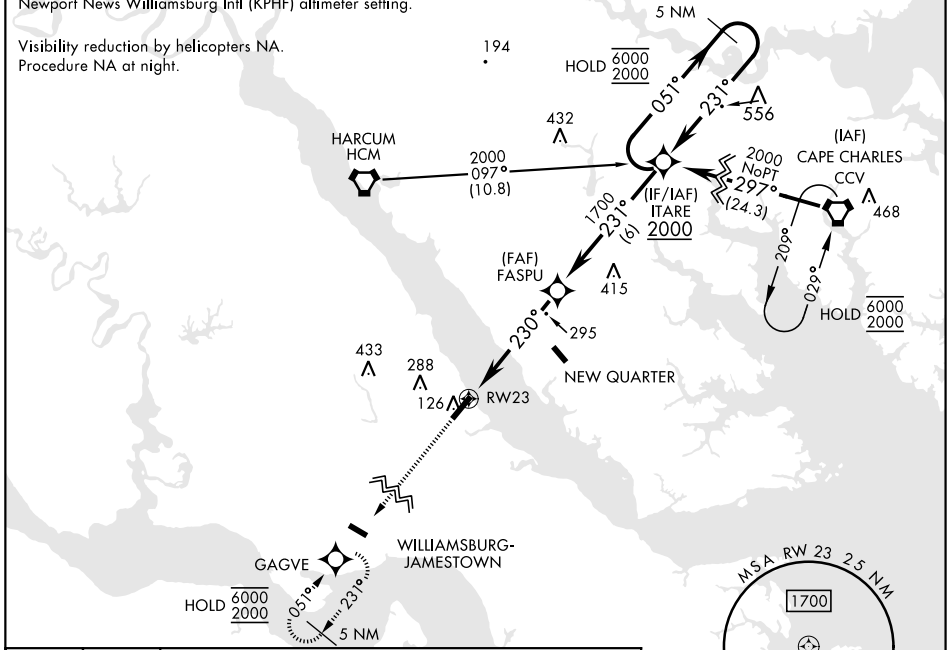 Newport News Williamsburg Intl (KPHF) altimeter setting.
Visibility reduction by helicopters NA.
Procedure NA at night.
194
5 NM
HOLD 6000
2000
051°
231°
556
432
HARCUM
HCM
2000
097°
(10.8)
(IAF)
CAPE CHARLES
CCV
2000
NoPT
297°
(24.3)
468
(IF/IAF)
ITARE
2000
1700
231°
(6)
209°
029°
HOLD 6000
2000
(FAF)
FASPU
415
230°
295
NEW QUARTER
433
288
126
RW23
WILLIAMSBURG-
JAMESTOWN
GAGVE
HOLD 6000
2000
051°
231°
5 NM
MSA RW 23 25 NM
1700